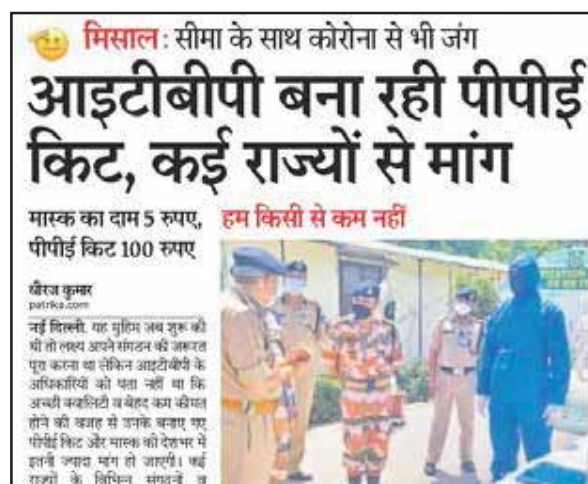 मिसाल: सीमा के साथ कोरोना से भी जंग
आइटीबीपी बना रही पीपीई
किट, कई राज्यों से मांग
मास्क का दाम 5 रुपए,
पीपीई किट 100 रुपए
हम किसी से कम नहीं
धीरज कुमार
patrika.com
नई दिल्ली. यह मुहिम जब शुरू की
थी तो लक्ष्य अपने संगठन की जरूरत
पूरा करना था लेकिन आइटीबीपी के
अधिकारियों को पता नहीं था कि
अच्छी क्वालिटी व बेहद कम कीमत
होने की वजह से उनके बनाए गए
पीपीई किट और मास्क की देशभर में
इतनी ज्यादा मांग हो जाएगी। कई
राज्यों के विभिन्न संगठनों व